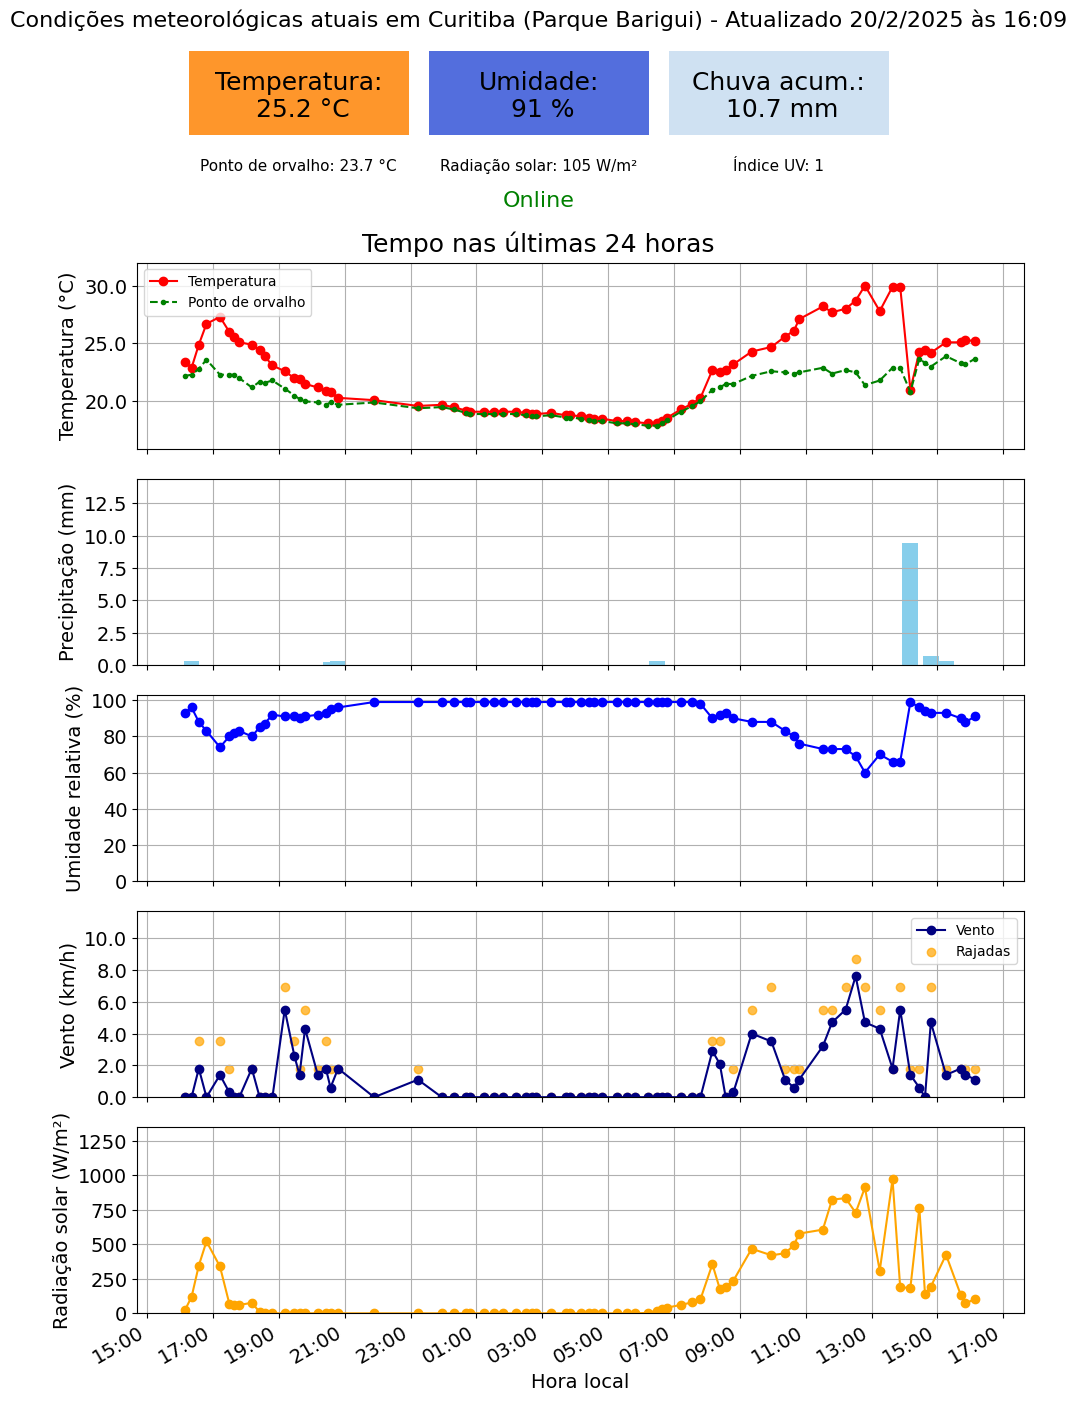 Condições meteorológicas atuais em Curitiba (Parque Barigui) - Atualizado 20/2/2025 às 16:09
Temperatura:
25.2 °C
Umidade:
91 %
Chuva acum.:
10.7 mm
Ponto de orvalho: 23.7 °C
Radiação solar: 105 W/m²
Índice UV: 1
Online
Tempo nas últimas 24 horas
Temperatura (°C)
30.0
25.0
20.0
Temperatura
Ponto de orvalho
Precipitação (mm)
12.5
10.0
7.5
5.0
2.5
0.0
Umidade relativa (%)
100
80
60
40
20
0
Vento (km/h)
10.0
8.0
6.0
4.0
2.0
0.0
Vento
Rajadas
Radiação solar (W/m²)
1250
1000
750
500
250
0
15:00
17:00
19:00
21:00
23:00
01:00
03:00
05:00
07:00
09:00
11:00
13:00
15:00
17:00
Hora local